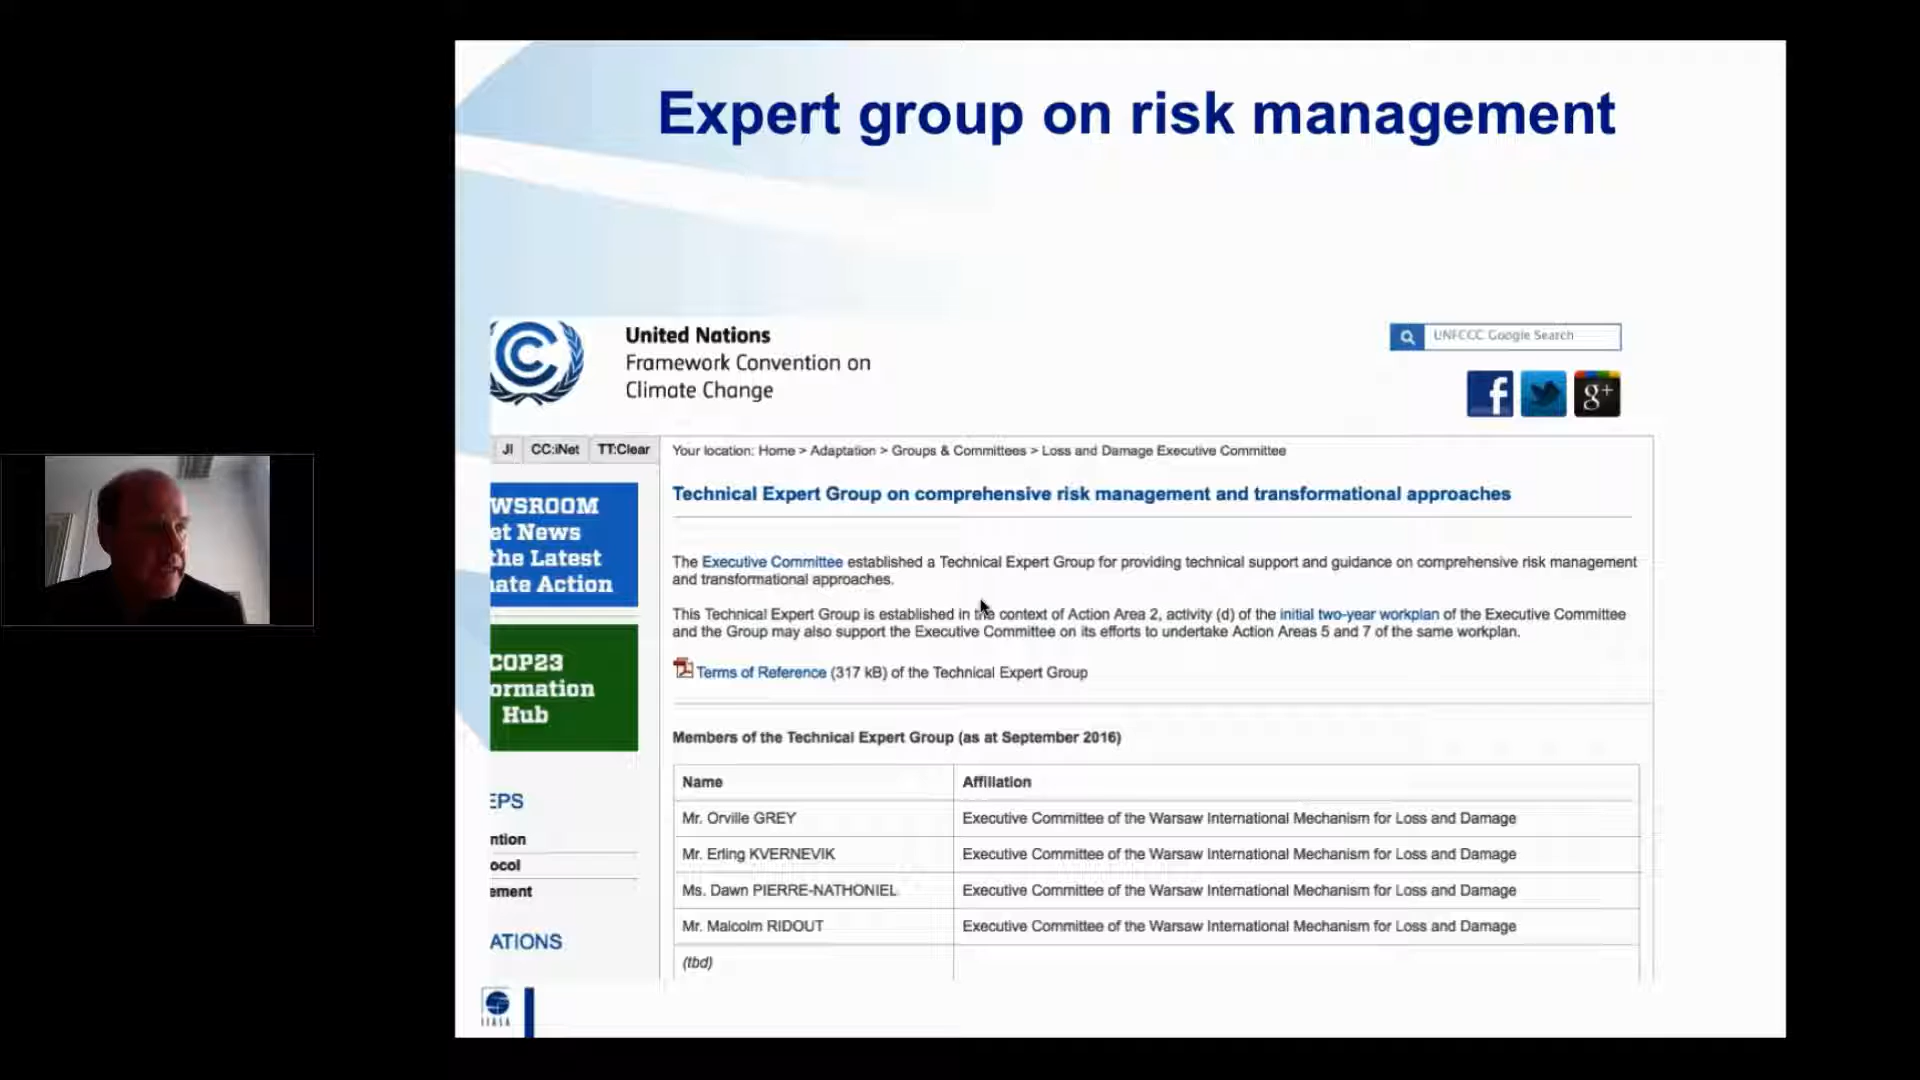 Expert group on risk management
United Nations
Framework Convention on
Climate Change
UNFCCC Google Search
f
g+
JI CC:iNet TT:Clear
Your location: Home > Adaptation > Groups & Committees > Loss and Damage Executive Committee
WSROOM
et News
the Latest
ate Action
COP23
ormation
Hub
EPS
ntion
ocol
ement
ATIONS
Technical Expert Group on comprehensive risk management and transformational approaches
The Executive Committee established a Technical Expert Group for providing technical support and guidance on comprehensive risk management
and transformational approaches.
This Technical Expert Group is established in the context of Action Area 2, activity (d) of the initial two-year workplan of the Executive Committee
and the Group may also support the Executive Committee on its efforts to undertake Action Areas 5 and 7 of the same workplan.
Terms of Reference (317 kB) of the Technical Expert Group
Members of the Technical Expert Group (as at September 2016)
Name Affiliation
Mr. Orville GREY Executive Committee of the Warsaw International Mechanism for Loss and Damage
Mr. Erling KVERNEVIK Executive Committee of the Warsaw International Mechanism for Loss and Damage
Ms. Dawn PIERRE-NATHONIEL Executive Committee of the Warsaw International Mechanism for Loss and Damage
Mr. Malcolm RIDOUT Executive Committee of the Warsaw International Mechanism for Loss and Damage
(tbd)
IIASA